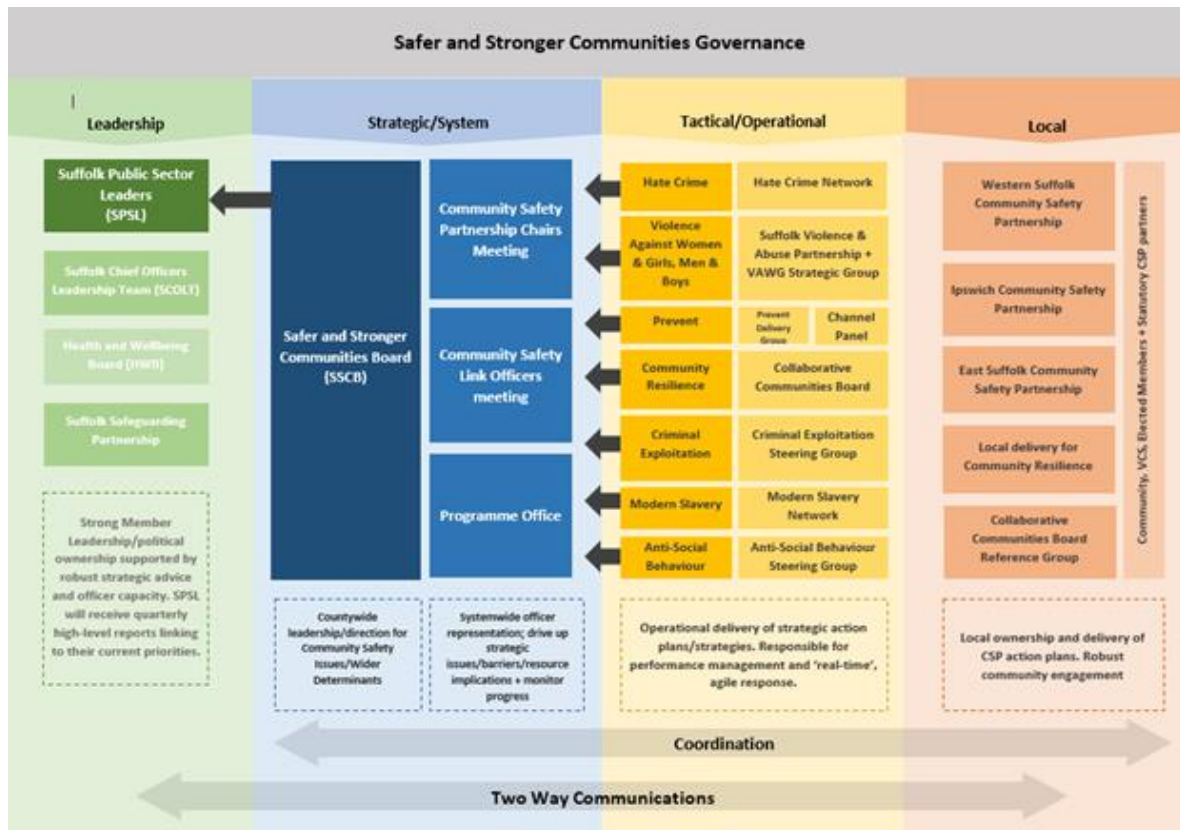 Safer and Stronger Communities Governance
Leadership
Suffolk Public Sector
Leaders
(SPSL)
Suffolk Chief Officers
Leadership Team (SCOLT)
Health and Wellbeing
Board (HWB)
Suffolk Safeguarding
Partnership
Strong Member
Leadership/political
ownership supported by
robust strategic advice
and officer capacity. SPSL
will receive quarterly
high-level reports linking
to their current priorities.
Strategic/System
Safer and Stronger
Communities Board
(SSCB)
Community Safety
Partnership Chairs
Meeting
Community Safety
Link Officers
meeting
Programme Office
Countywide
leadership/direction for
Community Safety
Issues/Wider
Determinants
Systemwide officer
representation; drive up
strategic
issues/barriers/resource
implications + monitor
progress
Tactical/Operational
Hate Crime
Hate Crime Network
Violence
Against Women
& Girls, Men &
Boys
Suffolk Violence &
Abuse Partnership +
VAWG Strategic Group
Prevent
Prevent
Delivery
Group
Channel
Panel
Community
Resilience
Collaborative
Communities Board
Criminal
Exploitation
Criminal Exploitation
Steering Group
Modern Slavery
Modern Slavery
Network
Anti-Social
Behaviour
Anti-Social Behaviour
Steering Group
Operational delivery of strategic action
plans/strategies. Responsible for
performance management and ‘real-time’,
agile response.
Local
Western Suffolk
Community Safety
Partnership
Ipswich Community Safety
Partnership
East Suffolk Community
Safety Partnership
Local delivery for
Community Resilience
Collaborative
Communities Board
Reference Group
Community, VCS, Elected Members + Statutory CSP partners
Local ownership and delivery of
CSP action plans. Robust
community engagement
Coordination
Two Way Communications